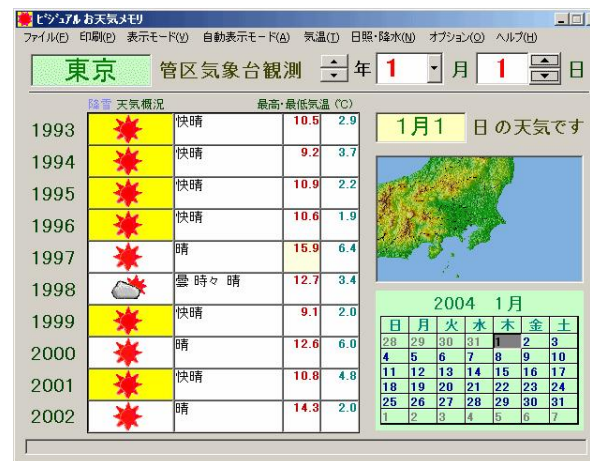 ﾋﾞｼﾞｭｱﾙ お天気メモリ
ファイル(F) 印刷(P) 表示モード(V) 自動表示モード(A) 気温(T) 日照・降水(N) オプション(O) ヘルプ(H)
東京 管区気象台観測 年 1 月 1 日
降雪 天気概況 最高・最低気温 (℃)
1993 快晴 10.5 2.9
1994 快晴 9.2 3.7
1995 快晴 10.9 2.2
1996 快晴 10.6 1.9
1997 晴 15.9 6.4
1998 曇 時々 晴 12.7 3.4
1999 快晴 9.1 2.0
2000 晴 12.6 6.0
2001 快晴 10.8 4.8
2002 晴 14.3 2.0
1月1 日 の天気です
2004 1月
日 月 火 水 木 金 土
28 29 30 31 1 2 3
4 5 6 7 8 9 10
11 12 13 14 15 16 17
18 19 20 21 22 23 24
25 26 27 28 29 30 31
1 2 3 4 5 6 7